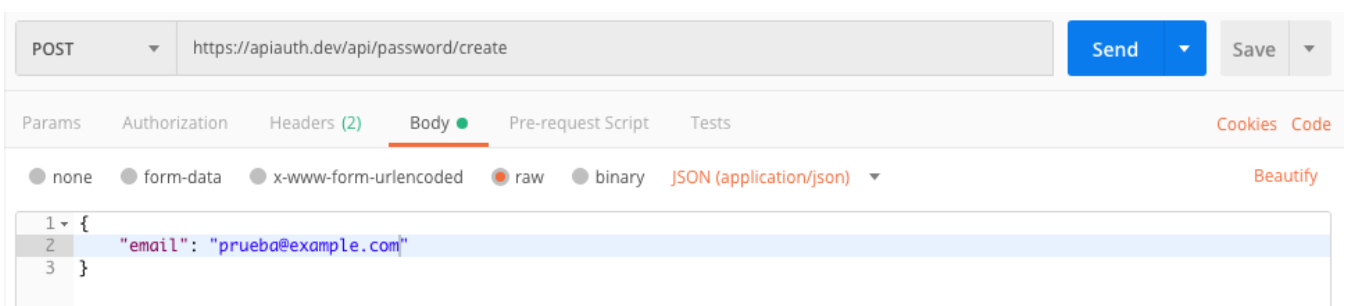 POST https://apiauth.dev/api/password/create Send Save
Params Authorization Headers (2) Body Pre-request Script Tests Cookies Code
none form-data x-www-form-urlencoded raw binary JSON (application/json) Beautify
1 {
2 "email": "prueba@example.com"
3 }